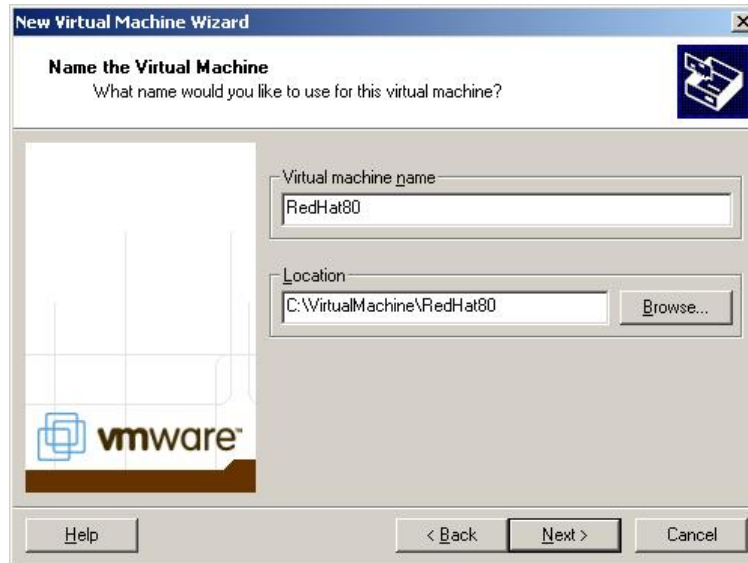 New Virtual Machine Wizard
Name the Virtual Machine
What name would you like to use for this virtual machine?
Virtual machine name
RedHat80
Location
C:\VirtualMachine\RedHat80
Browse...
vmware™
Help
< Back
Next >
Cancel